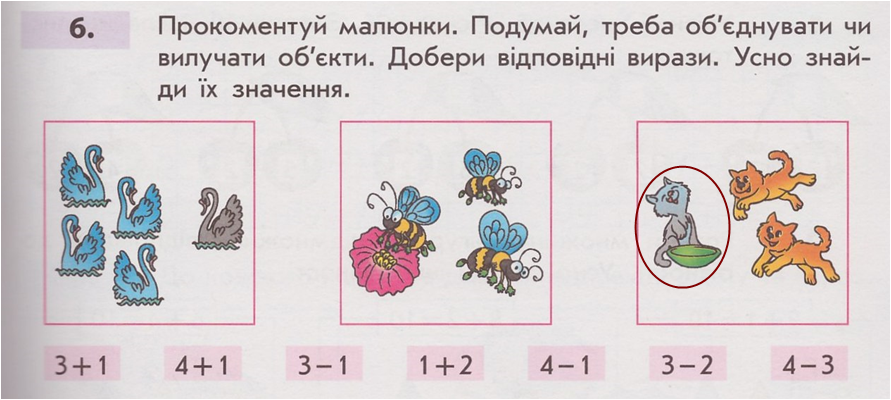 6.
Прокоментуй малюнки. Подумай, треба об’єднувати чи
вилучати об’єкти. Добери відповідні вирази. Усно знай-
ди їх значення.
3+1 4+1 3−1 1+2 4−1 3−2 4−3